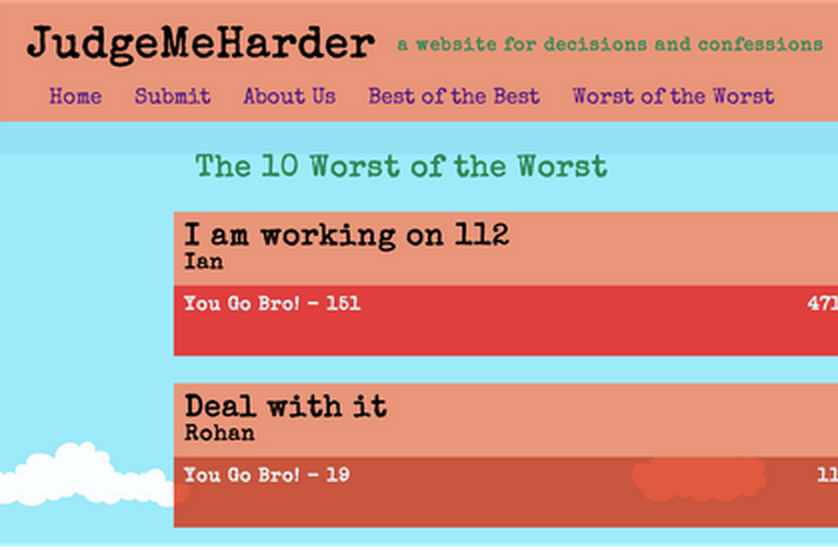 JudgeMeHarder a website for decisions and confessions
Home Submit About Us Best of the Best Worst of the Worst
The 10 Worst of the Worst
I am working on 112
Ian
You Go Bro! - 151 471
Deal with it
Rohan
You Go Bro! - 19 11